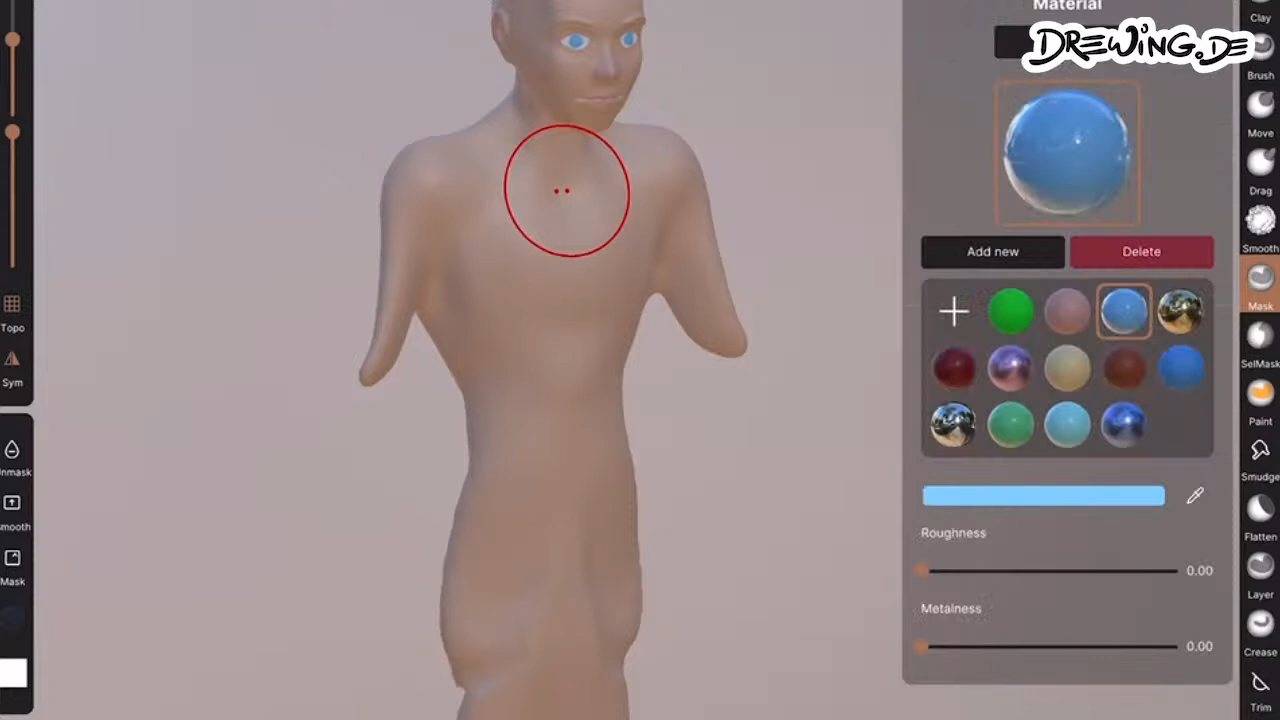 Material
DREWING.DE
Add new
Delete
Roughness
0.00
Metalness
0.00
Topo
Sym
nmask
mooth
Mask
Clay
Brush
Move
Drag
Smooth
Mask
SelMask
Paint
Smudge
Flatten
Layer
Crease
Trim